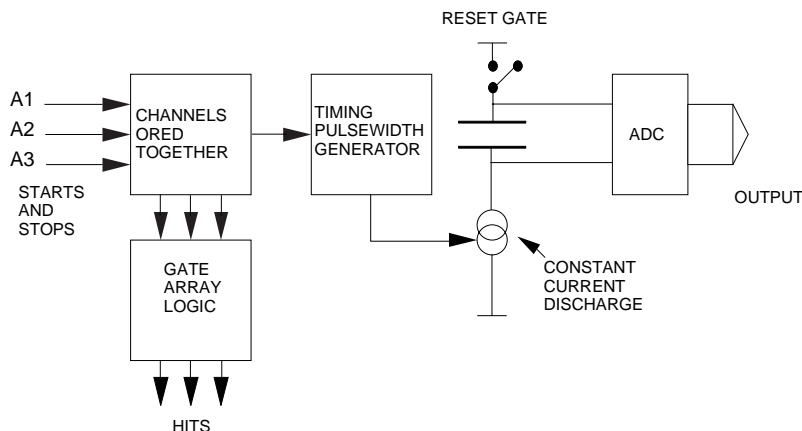 RESET GATE
A1
A2
A3
STARTS
AND
STOPS
CHANNELS
ORED
TOGETHER
TIMING
PULSEWIDTH
GENERATOR
ADC
OUTPUT
GATE
ARRAY
LOGIC
CONSTANT
CURRENT
DISCHARGE
HITS